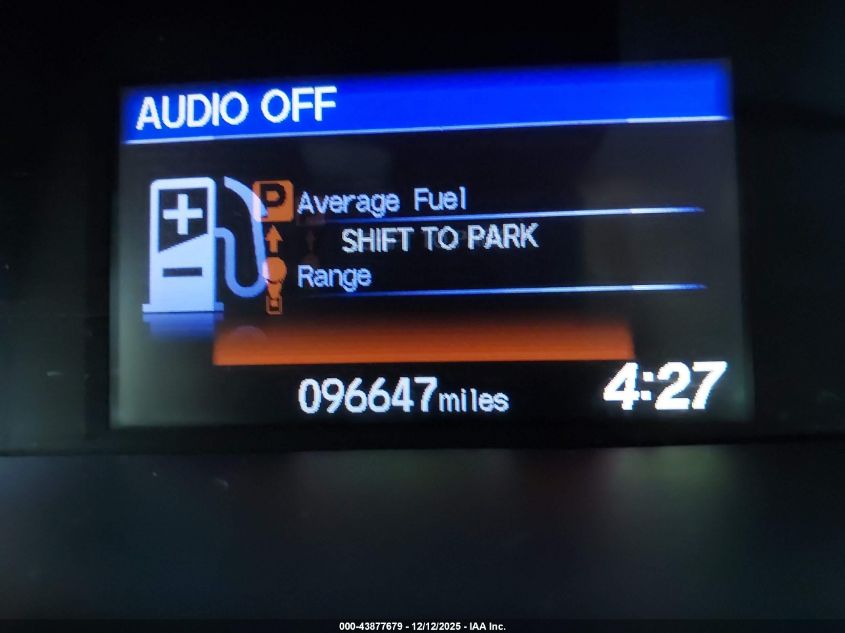 AUDIO OFF
P
Average Fuel
SHIFT TO PARK
Range
096647miles
4:27
000-43877679 - 12/12/2025 - IAA Inc.